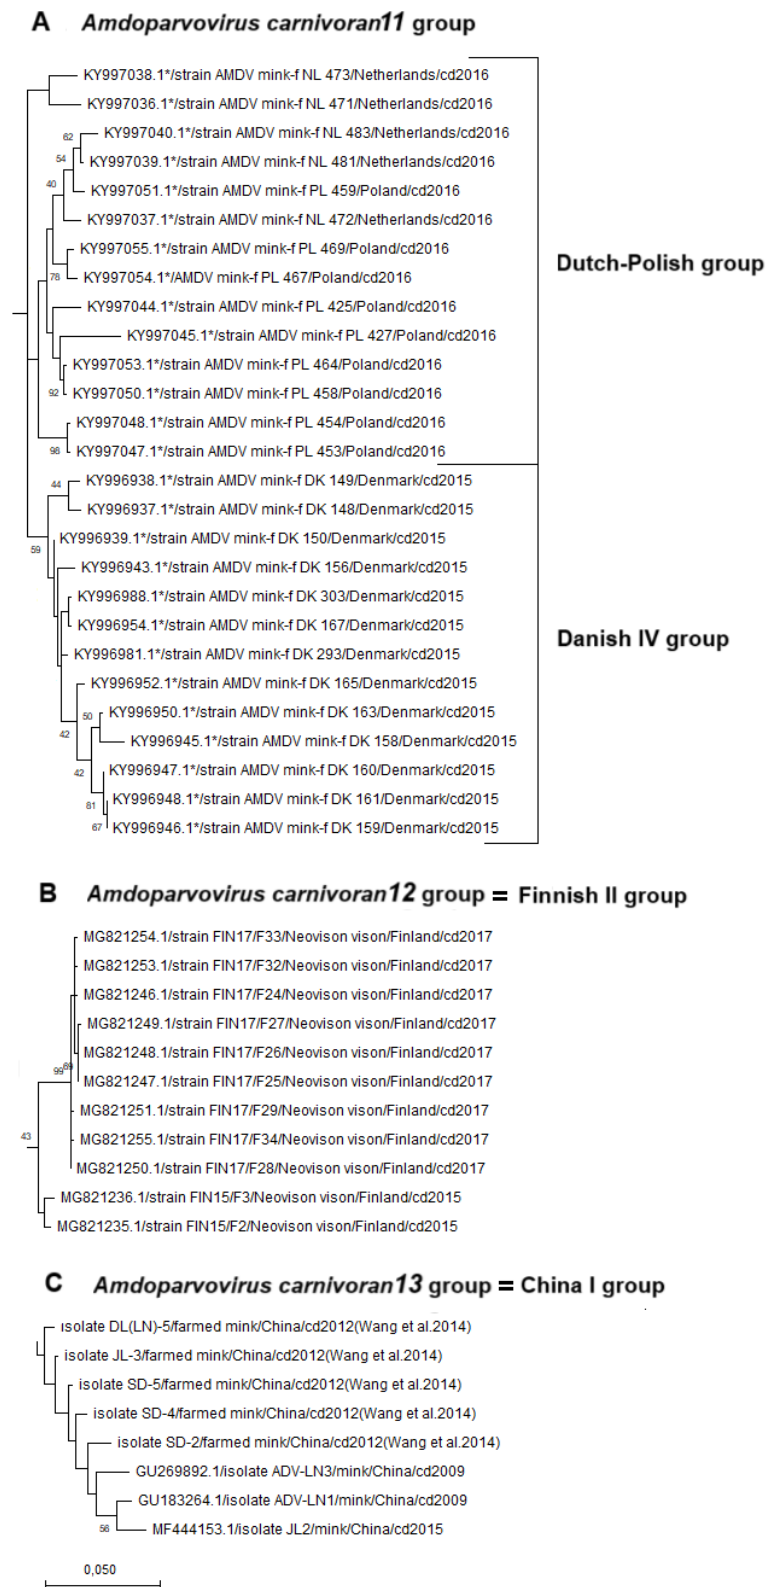 A Amdoparvovirus carnivoran11 group
KY997038.1*/strain AMDV mink-f NL 473/Netherlands/cd2016
KY997036.1*/strain AMDV mink-f NL 471/Netherlands/cd2016
62 KY997040.1*/strain AMDV mink-f NL 483/Netherlands/cd2016
54 KY997039.1*/strain AMDV mink-f NL 481/Netherlands/cd2016
40 KY997051.1*/strain AMDV mink-f PL 459/Poland/cd2016
KY997037.1*/strain AMDV mink-f NL 472/Netherlands/cd2016
KY997055.1*/strain AMDV mink-f PL 469/Poland/cd2016
Dutch-Polish group
78 KY997054.1*/AMDV mink-f PL 467/Poland/cd2016
KY997044.1*/strain AMDV mink-f PL 425/Poland/cd2016
KY997045.1*/strain AMDV mink-f PL 427/Poland/cd2016
KY997053.1*/strain AMDV mink-f PL 464/Poland/cd2016
92 KY997050.1*/strain AMDV mink-f PL 458/Poland/cd2016
KY997048.1*/strain AMDV mink-f PL 454/Poland/cd2016
98 KY997047.1*/strain AMDV mink-f PL 453/Poland/cd2016
44 KY996938.1*/strain AMDV mink-f DK 149/Denmark/cd2015
KY996937.1*/strain AMDV mink-f DK 148/Denmark/cd2015
59 KY996939.1*/strain AMDV mink-f DK 150/Denmark/cd2015
KY996943.1*/strain AMDV mink-f DK 156/Denmark/cd2015
KY996988.1*/strain AMDV mink-f DK 303/Denmark/cd2015
KY996954.1*/strain AMDV mink-f DK 167/Denmark/cd2015
Danish IV group
KY996981.1*/strain AMDV mink-f DK 293/Denmark/cd2015
KY996952.1*/strain AMDV mink-f DK 165/Denmark/cd2015
50 KY996950.1*/strain AMDV mink-f DK 163/Denmark/cd2015
42 KY996945.1*/strain AMDV mink-f DK 158/Denmark/cd2015
42 KY996947.1*/strain AMDV mink-f DK 160/Denmark/cd2015
81 KY996948.1*/strain AMDV mink-f DK 161/Denmark/cd2015
67 KY996946.1*/strain AMDV mink-f DK 159/Denmark/cd2015
B Amdoparvovirus carnivoran12 group = Finnish II group
MG821254.1/strain FIN17/F33/Neovison vison/Finland/cd2017
MG821253.1/strain FIN17/F32/Neovison vison/Finland/cd2017
MG821246.1/strain FIN17/F24/Neovison vison/Finland/cd2017
MG821249.1/strain FIN17/F27/Neovison vison/Finland/cd2017
MG821248.1/strain FIN17/F26/Neovison vison/Finland/cd2017
99 69 MG821247.1/strain FIN17/F25/Neovison vison/Finland/cd2017
MG821251.1/strain FIN17/F29/Neovison vison/Finland/cd2017
43 MG821255.1/strain FIN17/F34/Neovison vison/Finland/cd2017
MG821250.1/strain FIN17/F28/Neovison vison/Finland/cd2017
MG821236.1/strain FIN15/F3/Neovison vison/Finland/cd2015
MG821235.1/strain FIN15/F2/Neovison vison/Finland/cd2015
C Amdoparvovirus carnivoran13 group = China I group
isolate DL(LN)-5/farmed mink/China/cd2012(Wang et al.2014)
isolate JL-3/farmed mink/China/cd2012(Wang et al.2014)
isolate SD-5/farmed mink/China/cd2012(Wang et al.2014)
isolate SD-4/farmed mink/China/cd2012(Wang et al.2014)
isolate SD-2/farmed mink/China/cd2012(Wang et al.2014)
GU269892.1/isolate ADV-LN3/mink/China/cd2009
GU183264.1/isolate ADV-LN1/mink/China/cd2009
56 MF444153.1/isolate JL2/mink/China/cd2015
0,050